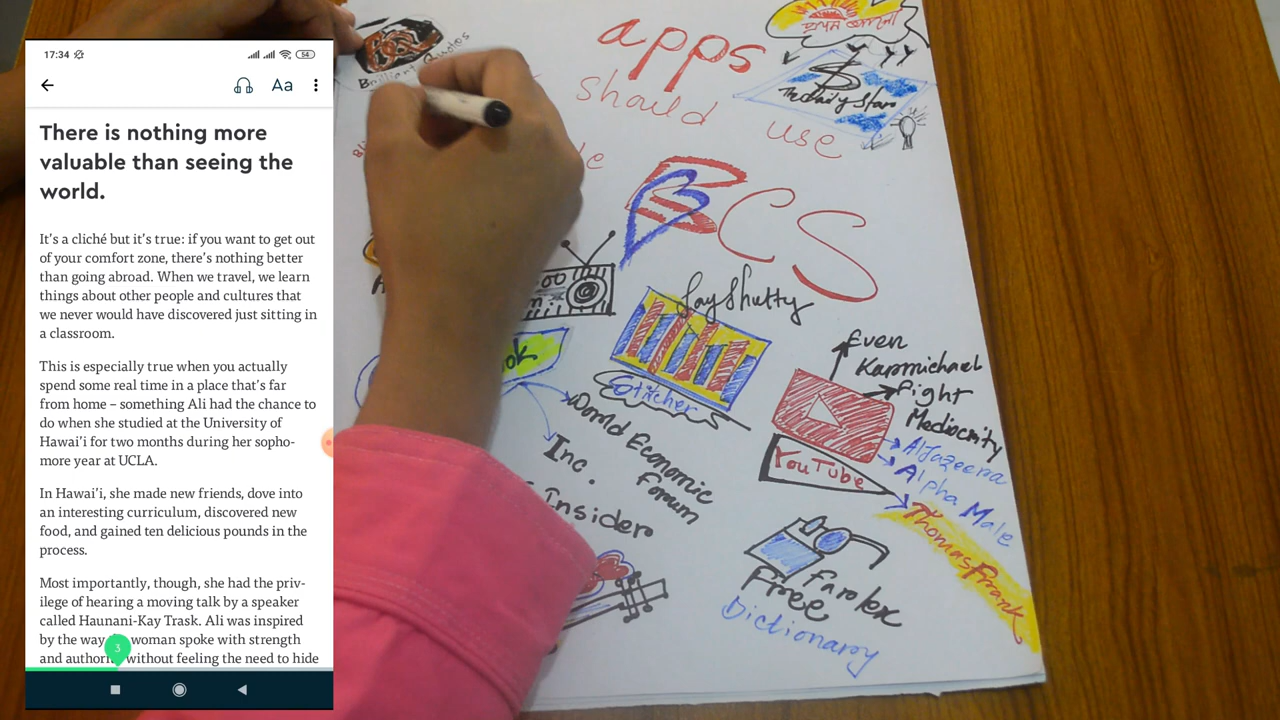 17:34
54
Aa
There is nothing more
valuable than seeing the
world.
It's a cliché but it's true: if you want to get out
of your comfort zone, there's nothing better
than going abroad. When we travel, we learn
things about other people and cultures that
we never would have discovered just sitting in
a classroom.
This is especially true when you actually
spend some real time in a place that's far
from home – something Ali had the chance to
do when she studied at the University of
Hawai'i for two months during her sopho-
more year at UCLA.
In Hawai'i, she made new friends, dove into
an interesting curriculum, discovered new
food, and gained ten delicious pounds in the
process.
Most importantly, though, she had the priv-
ilege of hearing a moving talk by a speaker
called Haunani-Kay Trask. Ali was inspired
by the way woman spoke with strength
and without feeling the need to hide
3
apps
should use
BCS
প্রথম আলো
The Daily Star
Brilliant Quotes
Jay Shutty
Stitcher
Even
Karmichael
Fight
Mediocrity
AlJazeera
Alpha Male
Thomas Frank
YouTube
World Economic
Forum
Inc.
Insider
Farlex
Free
Dictionary